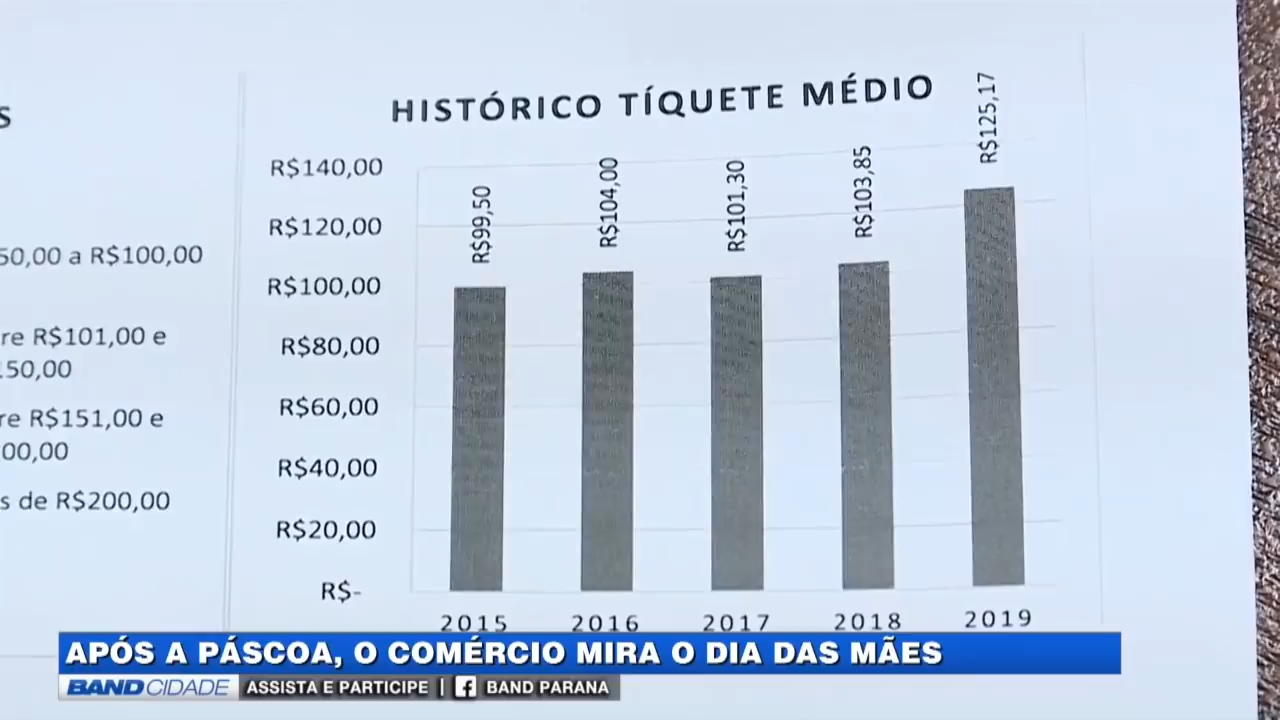 S
50,00 a R$100,00
re R$101,00 e
150,00
re R$151,00 e
00,00
s de R$200,00
HISTÓRICO TÍQUETE MÉDIO
R$140,00
R$120,00
R$100,00
R$80,00
R$60,00
R$40,00
R$20,00
R$-
R$99,50
R$104,00
R$101,30
R$103,85
R$125,17
2015 2016 2017 2018 2019
APÓS A PÁSCOA, O COMÉRCIO MIRA O DIA DAS MÃES
BAND CIDADE ASSISTA E PARTICIPE | f BAND PARANA